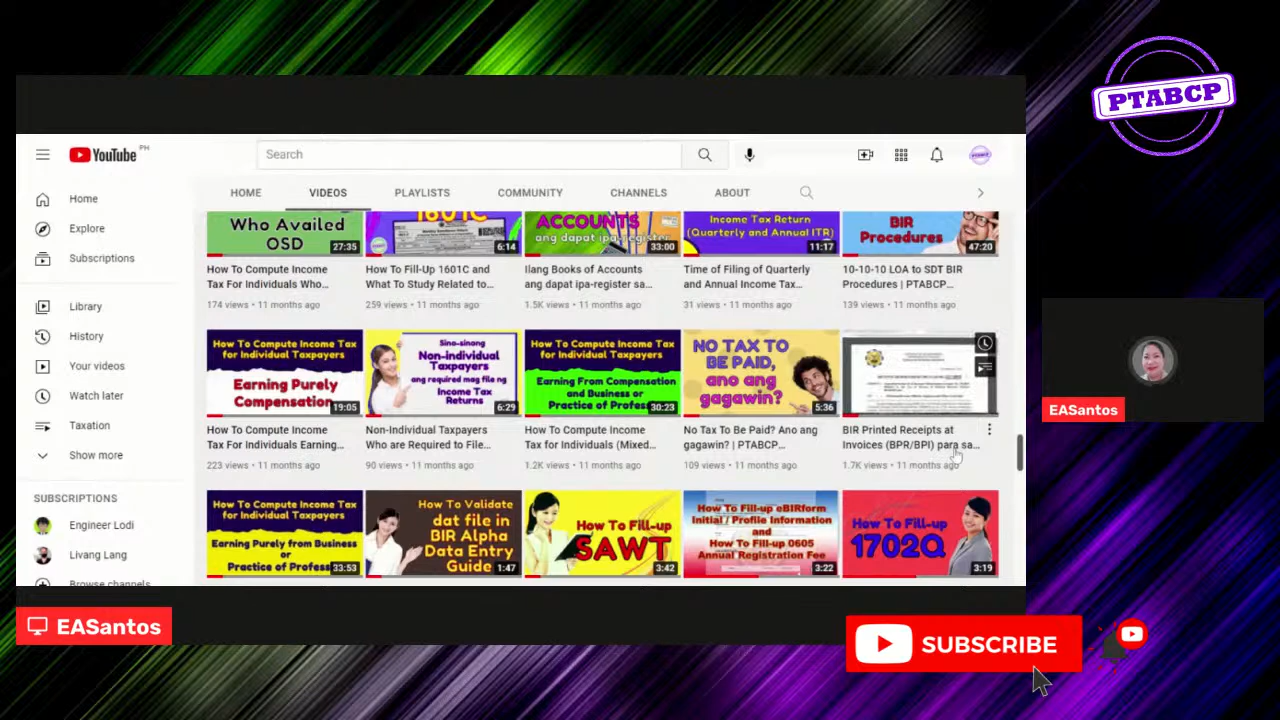 PTABCP
YouTube PH
Search
Home
Explore
Subscriptions
Library
History
Your videos
Watch later
Taxation
Show more
SUBSCRIPTIONS
Engineer Lodi
Livang Lang
Browse channels
HOME
VIDEOS
PLAYLISTS
COMMUNITY
CHANNELS
ABOUT
Who Availed
OSD
27:35
How To Compute Income
Tax For Individuals Who...
174 views • 11 months ago
1601C
6:14
How To Fill-Up 1601C and
What To Study Related to...
259 views • 11 months ago
ACCOUNTS
ang dapat ipa-register
33:00
Ilang Books of Accounts
ang dapat ipa-register sa...
1.5K views • 11 months ago
Income Tax Return
(Quarterly and Annual ITR)
11:17
Time of Filing of Quarterly
and Annual Income Tax...
31 views • 11 months ago
BIR
Procedures
47:20
10-10-10 LOA to SDT BIR
Procedures | PTABCP...
139 views • 11 months ago
How To Compute Income Tax
for Individual Taxpayers
Earning Purely
Compensation
19:05
How To Compute Income
Tax For Individuals Earning...
223 views • 11 months ago
Sino-sinong
Non-individual
Taxpayers
ang required mag file ng
Income Tax
Returns
6:29
Non-Individual Taxpayers
Who are Required to File...
90 views • 11 months ago
How To Compute Income Tax
for Individual Taxpayers
Earning From Compensation
and Business or
Practice of Profes
30:23
How To Compute Income
Tax for Individuals (Mixed...
1.2K views • 11 months ago
NO TAX TO
BE PAID,
ano ang
gagawin?
5:36
No Tax To Be Paid? Ano ang
gagawin? | PTABCP...
109 views • 11 months ago
BIR Printed Receipts at
Invoices (BPR/BPI) para sa...
1.7K views • 11 months ago
How To Compute Income Tax
for Individual Taxpayers
Earning Purely from Business
or
Practice of Profes
33:53
How To Validate
dat file in
BIR Alpha
Data Entry
Guide
1:47
How To Fill-up
SAWT
3:42
How To Fill-up eBIRform
Initial / Profile Information
and
How To Fill-up 0605
Annual Registration Fee
3:22
How To Fill-up
1702Q
3:19
EASantos
EASantos
SUBSCRIBE